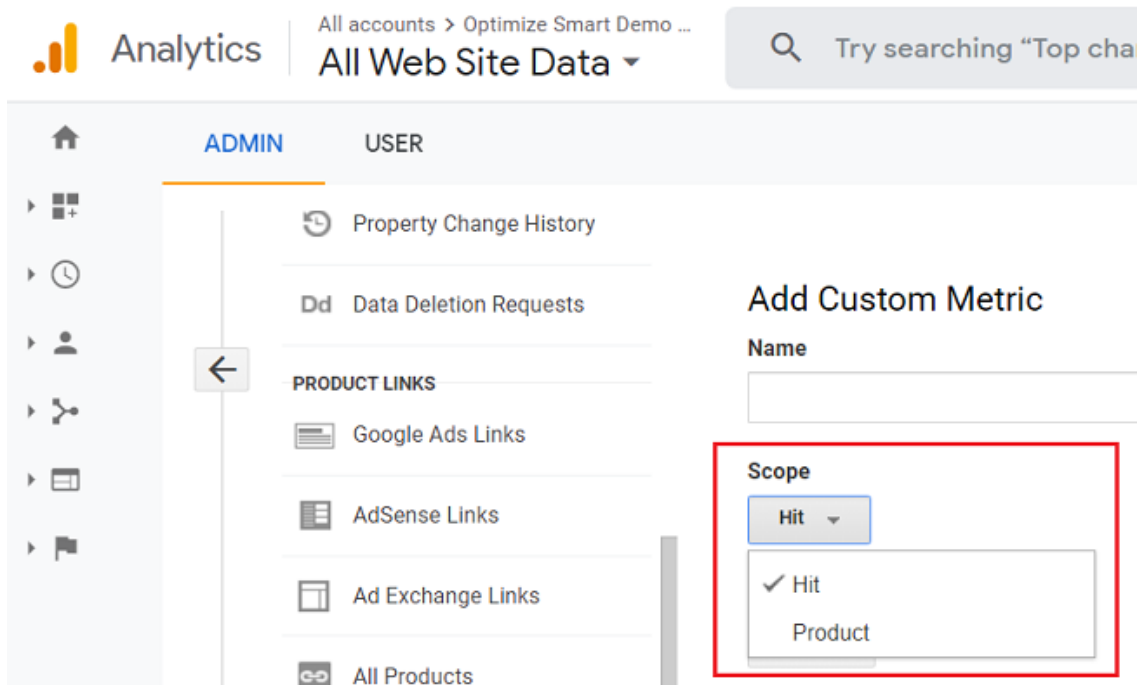 Analytics
All accounts > Optimize Smart Demo ...
All Web Site Data
Try searching “Top cha
ADMIN
USER
Property Change History
Dd Data Deletion Requests
PRODUCT LINKS
Google Ads Links
AdSense Links
Ad Exchange Links
All Products
Add Custom Metric
Name
Scope
Hit
Hit
Product